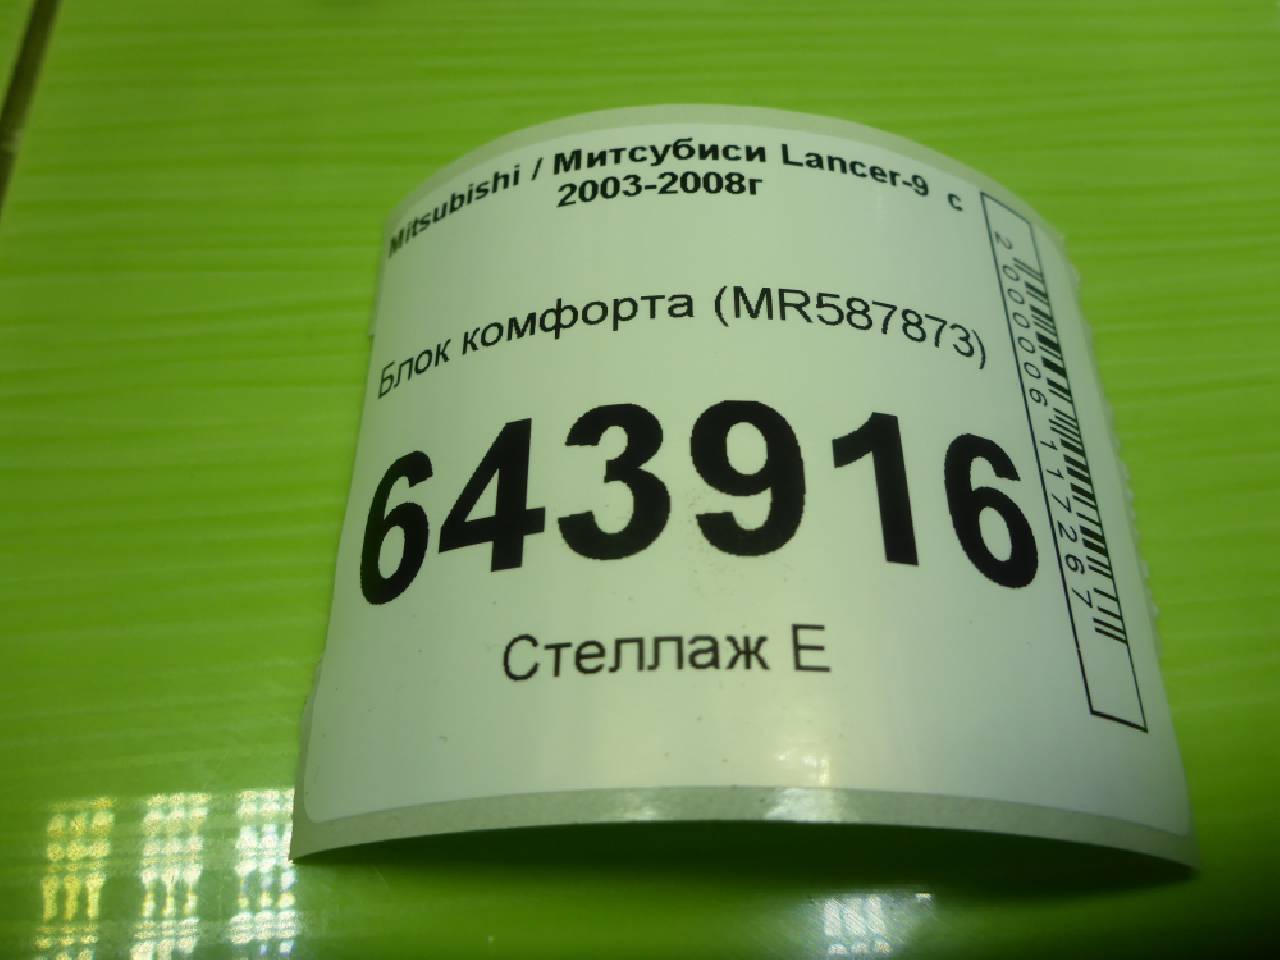 Mitsubishi / Митсубиси Lancer-9 с
2003-2008г
Блок комфорта (MR587873)
643916
Стеллаж Е
2000006117267